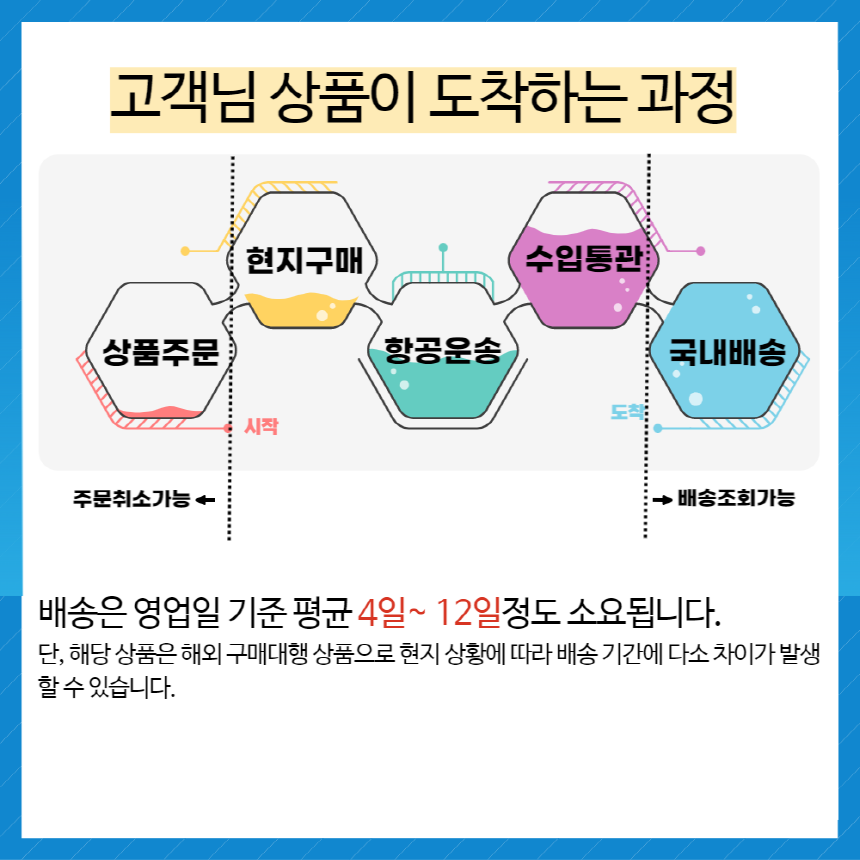 고객님 상품이 도착하는 과정
현지구매
수입통관
상품주문
항공운송
국내배송
시작
도착
주문취소가능 ←
→ 배송조회가능
배송은 영업일 기준 평균 4일~ 12일정도 소요됩니다.
단, 해당 상품은 해외 구매대행 상품으로 현지 상황에 따라 배송 기간에 다소 차이가 발생
할 수 있습니다.